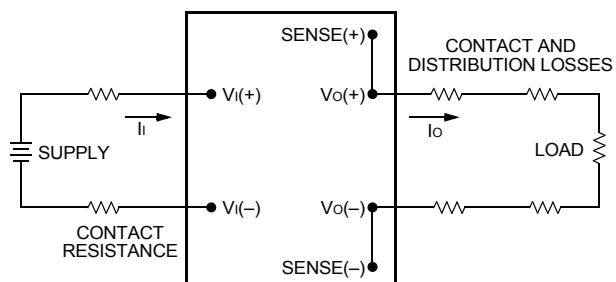 SENSE(+)
CONTACT AND
DISTRIBUTION LOSSES
VI(+)
VO(+)
II
IO
SUPPLY
LOAD
VI(–)
VO(–)
CONTACT
RESISTANCE
SENSE(–)